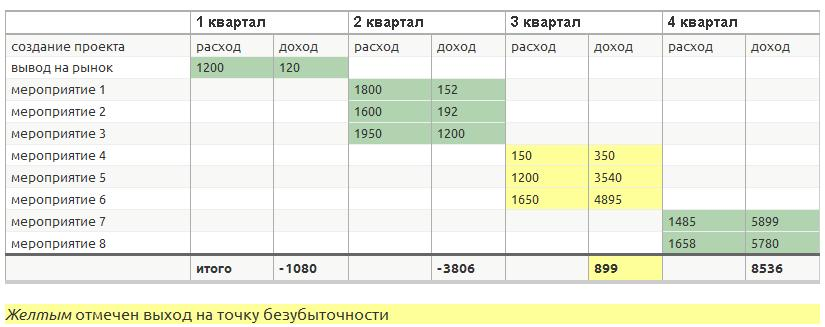 1 квартал 2 квартал 3 квартал 4 квартал
создание проекта расход доход расход доход расход доход расход доход
вывод на рынок 1200 120
мероприятие 1 1800 152
мероприятие 2 1600 192
мероприятие 3 1950 1200
мероприятие 4 150 350
мероприятие 5 1200 3540
мероприятие 6 1650 4895
мероприятие 7 1485 5899
мероприятие 8 1658 5780
итого -1080 -3806 899 8536
Желтым отмечен выход на точку безубыточности